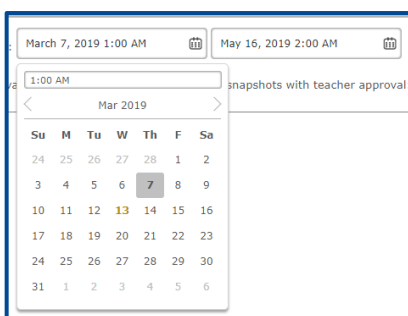 : March 7, 2019 1:00 AM May 16, 2019 2:00 AM
1:00 AM
snapshots with teacher approval
Mar 2019
Su M Tu W Th F Sa
24 25 26 27 28 1 2
3 4 5 6 7 8 9
10 11 12 13 14 15 16
17 18 19 20 21 22 23
24 25 26 27 28 29 30
31 1 2 3 4 5 6